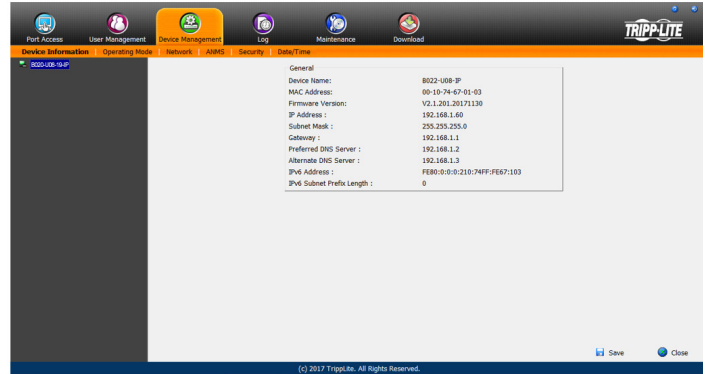 Port Access User Management Device Management Log Maintenance Download
TRIPP-LITE
Device Information Operating Mode Network ANMS Security Date/Time
B020-U08-19-IP
General
Device Name: B022-U08-IP
MAC Address: 00-10-74-67-01-03
Firmware Version: V2.1.201.20171130
IP Address : 192.168.1.60
Subnet Mask : 255.255.255.0
Gateway : 192.168.1.1
Preferred DNS Server : 192.168.1.2
Alternate DNS Server : 192.168.1.3
IPv6 Address : FE80:0:0:0:210:74FF:FE67:103
IPv6 Subnet Prefix Length : 0
Save Close
(c) 2017 TrippLite. All Rights Reserved.